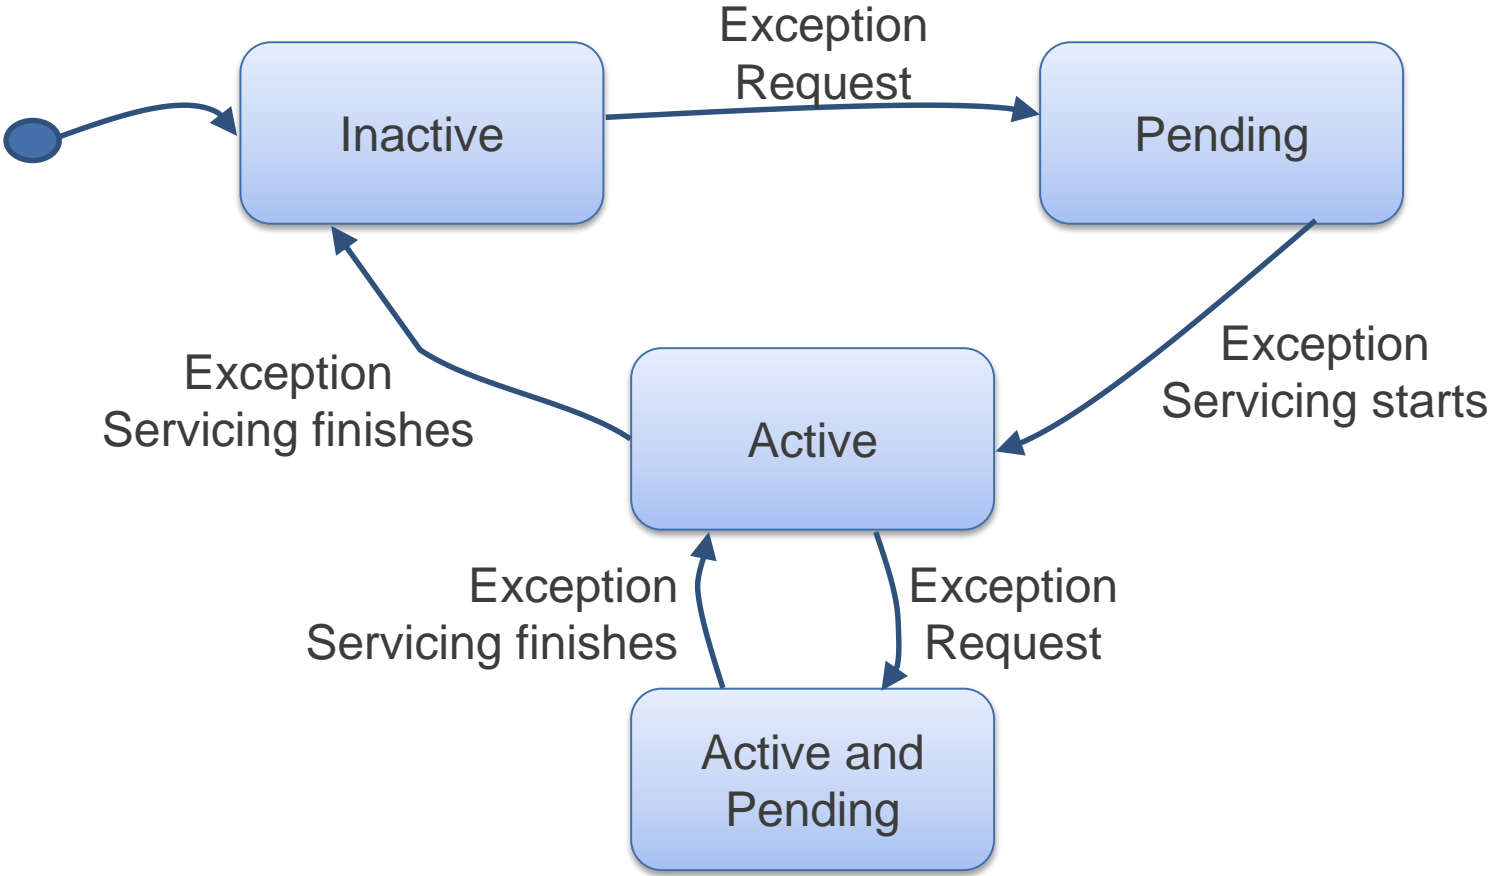 Exception
Request
Inactive
Pending
Exception
Servicing finishes
Active
Exception
Servicing starts
Exception
Servicing finishes
Exception
Request
Active and
Pending